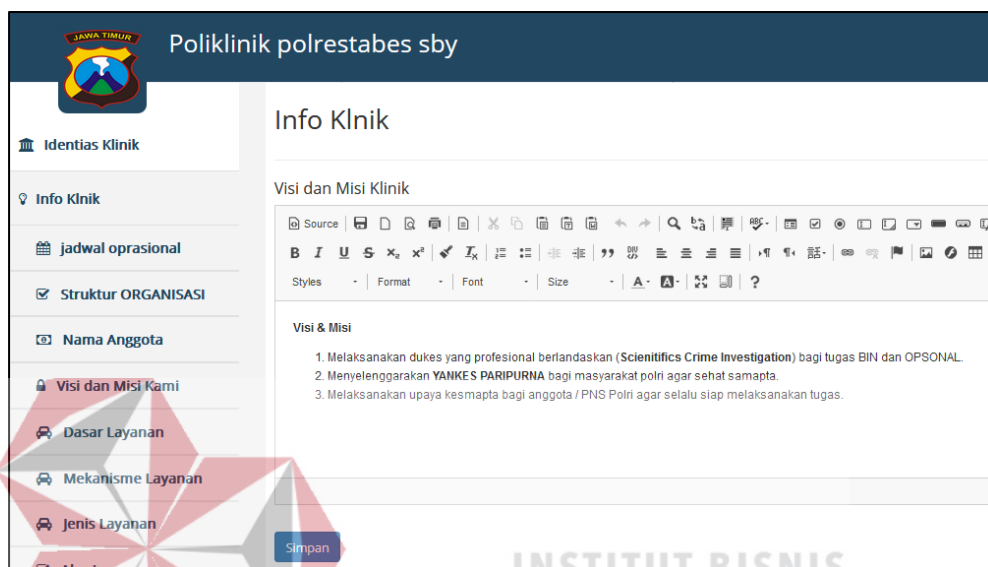 JAWA TIMUR
Poliklinik polrestabes sby
Identias Klinik
Info Klnik
jadwal oprasional
Struktur ORGANISASI
Nama Anggota
Visi dan Misi Kami
Dasar Layanan
Mekanisme Layanan
Jenis Layanan
Info Klnik
Visi dan Misi Klinik
Source
Styles Format Font Size
Visi & Misi
1. Melaksanakan dukes yang profesional berlandaskan (Scienitifics Crime Investigation) bagi tugas BIN dan OPSONAL.
2. Menyelenggarakan YANKES PARIPURNA bagi masyarakat polri agar sehat samapta.
3. Melaksanakan upaya kesmapta bagi anggota / PNS Polri agar selalu siap melaksanakan tugas.
Simpan
INSTITUT BISNIS